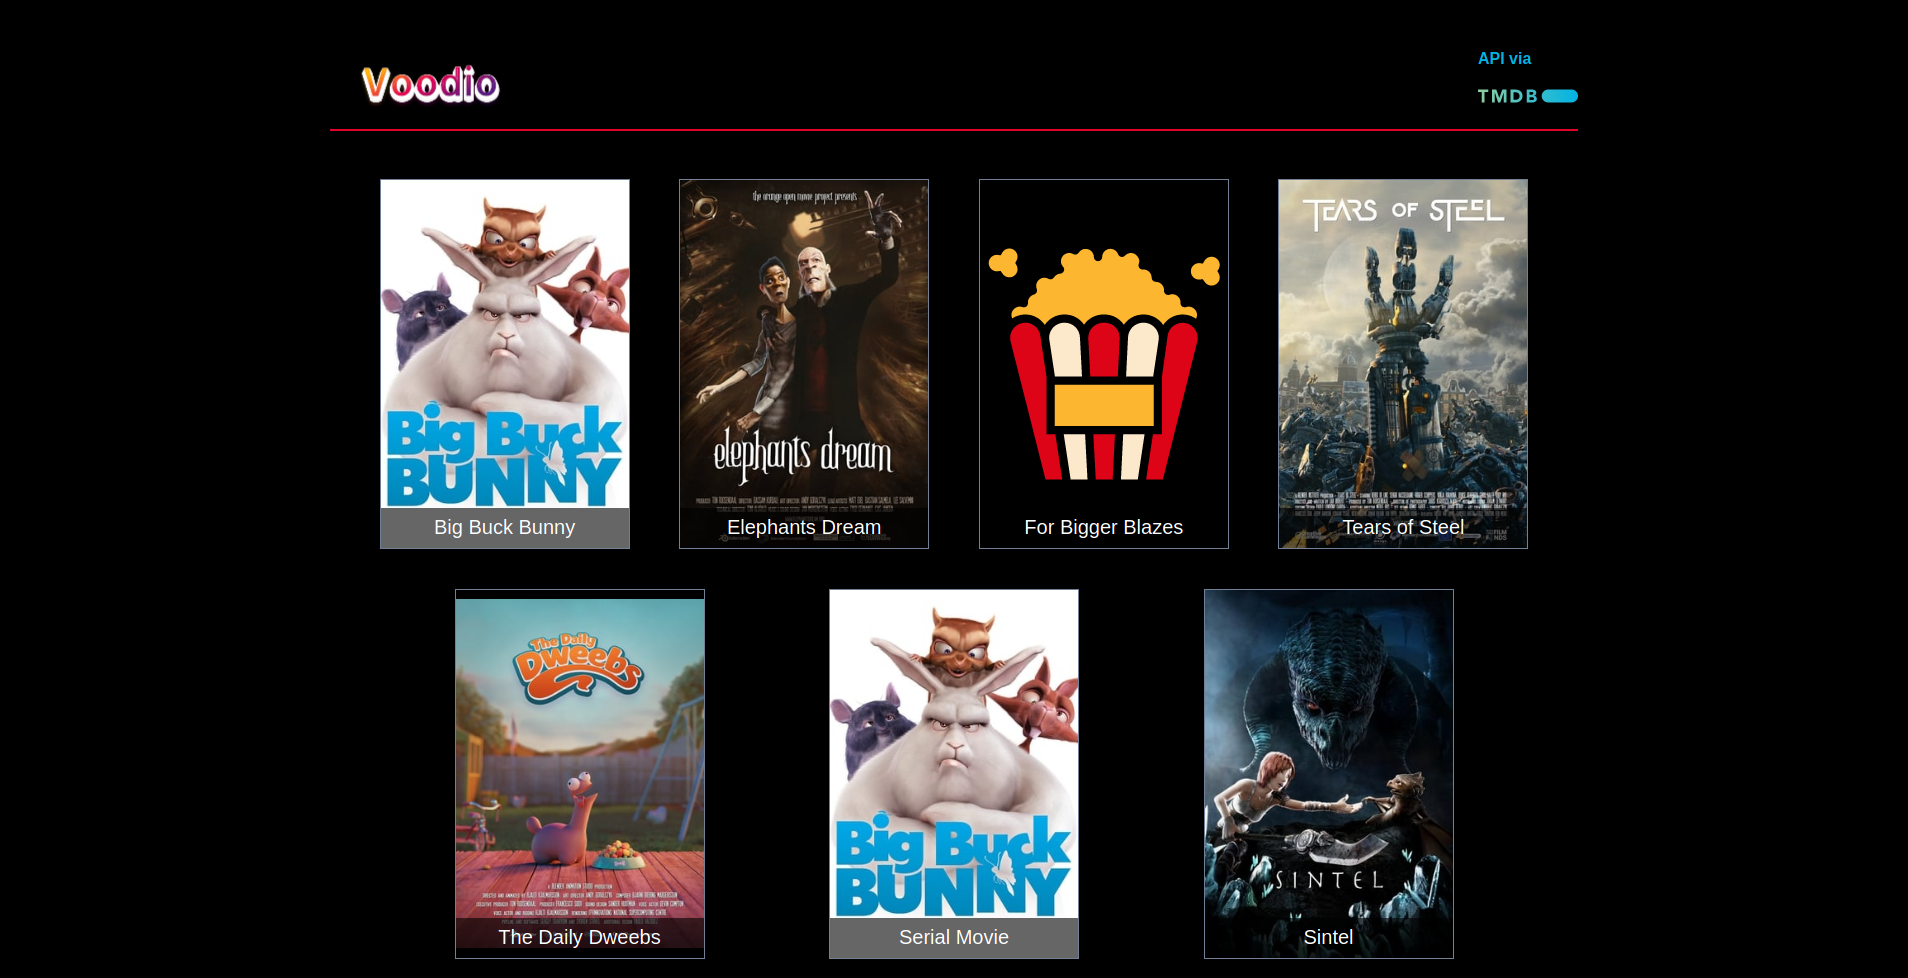 Voodio
API via
TMDB
Big Buck
BUNNY
Big Buck Bunny
the orange open movie project presents
elephants dream
Elephants Dream
For Bigger Blazes
TEARS OF STEEL
Tears of Steel
The Daily
Dweebs
The Daily Dweebs
Big Buck
BUNNY
Serial Movie
SINTEL
Sintel